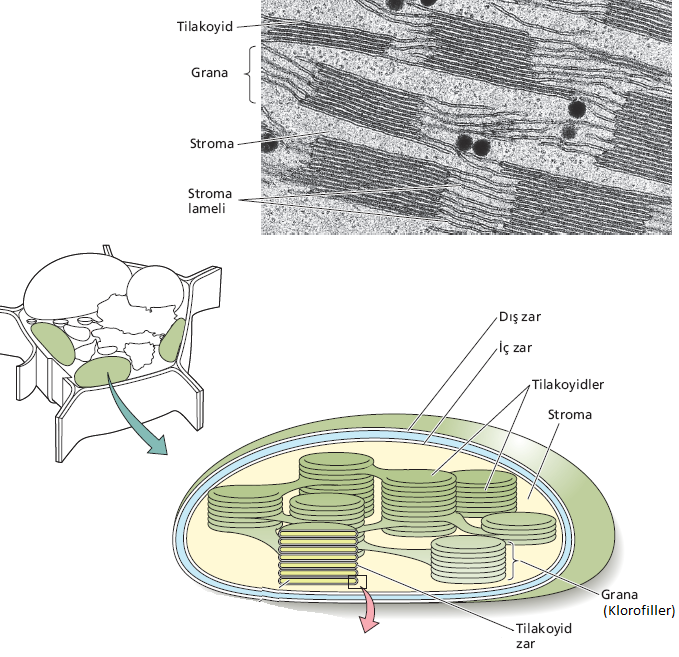 Tilakoyid
Grana
Stroma
Stroma
lameli
Dış zar
İç zar
Tilakoyidler
Stroma
Grana
(Klorofiller)
Tilakoyid
zar